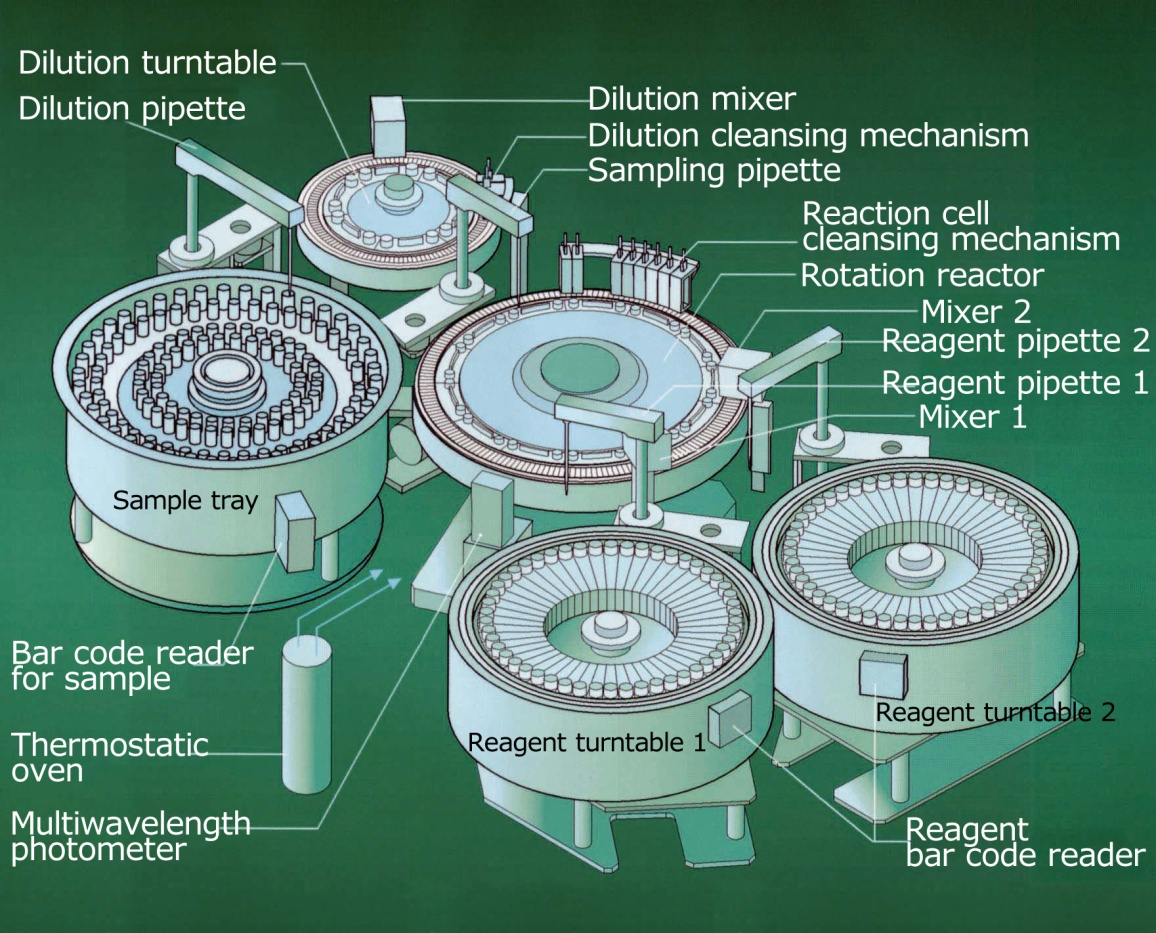 Dilution turntable
Dilution pipette
Dilution mixer
Dilution cleansing mechanism
Sampling pipette
Reaction cell
cleansing mechanism
Rotation reactor
Mixer 2
Reagent pipette 2
Reagent pipette 1
Mixer 1
Sample tray
Bar code reader
for sample
Thermostatic
oven
Multiwavelength
photometer
Reagent turntable 1
Reagent turntable 2
Reagent
bar code reader